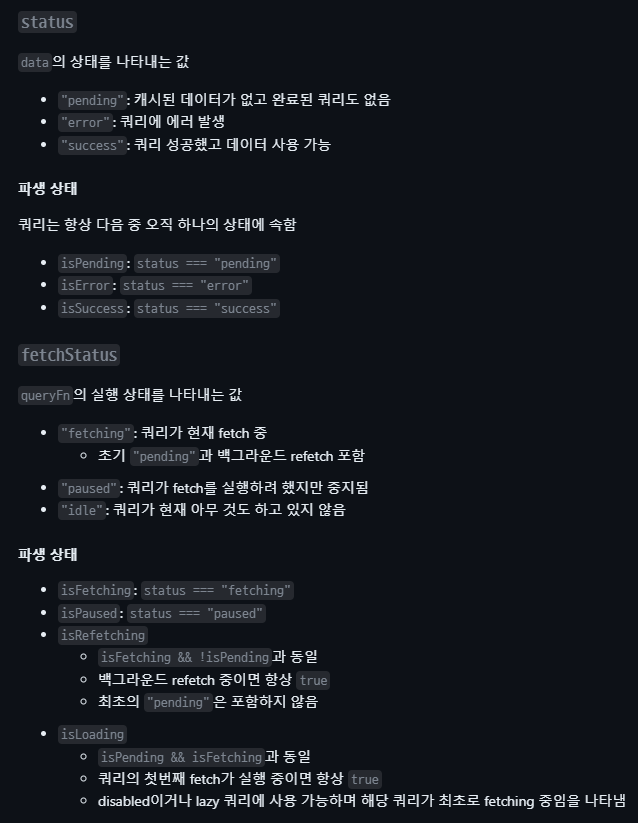 status
data의 상태를 나타내는 값
"pending": 캐시된 데이터가 없고 완료된 쿼리도 없음
"error": 쿼리에 에러 발생
"success": 쿼리 성공했고 데이터 사용 가능
파생 상태
쿼리는 항상 다음 중 오직 하나의 상태에 속함
isPending: status === "pending"
isError: status === "error"
isSuccess: status === "success"
fetchStatus
queryFn의 실행 상태를 나타내는 값
"fetching": 쿼리가 현재 fetch 중
초기 "pending"과 백그라운드 refetch 포함
"paused": 쿼리가 fetch를 실행하려 했지만 중지됨
"idle": 쿼리가 현재 아무 것도 하고 있지 않음
파생 상태
isFetching: status === "fetching"
isPaused: status === "paused"
isRefetching
isFetching && !isPending과 동일
백그라운드 refetch 중이면 항상 true
최초의 "pending"은 포함하지 않음
isLoading
isPending && isFetching과 동일
쿼리의 첫번째 fetch가 실행 중이면 항상 true
disabled이거나 lazy 쿼리에 사용 가능하며 해당 쿼리가 최초로 fetching 중임을 나타냄